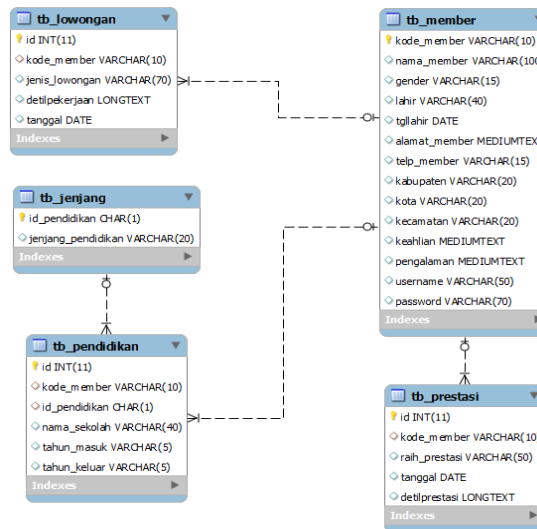 tb_lowongan
id INT(11)
kode_member VARCHAR(10)
jenis_lowongan VARCHAR(70)
detilpekerjaan LONGTEXT
tanggal DATE
Indexes
tb_jenjang
id_pendidikan CHAR(1)
jenjang_pendidikan VARCHAR(20)
Indexes
tb_pendidikan
id INT(11)
kode_member VARCHAR(10)
id_pendidikan CHAR(1)
nama_sekolah VARCHAR(40)
tahun_masuk VARCHAR(5)
tahun_keluar VARCHAR(5)
Indexes
tb_member
kode_member VARCHAR(10)
nama_member VARCHAR(100
gender VARCHAR(15)
lahir VARCHAR(40)
tgllahir DATE
alamat_member MEDIUMTEX
telp_member VARCHAR(15)
kabupaten VARCHAR(20)
kota VARCHAR(20)
kecamatan VARCHAR(20)
keahlian MEDIUMTEXT
pengalaman MEDIUMTEXT
username VARCHAR(50)
password VARCHAR(70)
Indexes
tb_prestasi
id INT(11)
kode_member VARCHAR(10
raih_prestasi VARCHAR(50)
tanggal DATE
detilprestasi LONGTEXT
Indexes